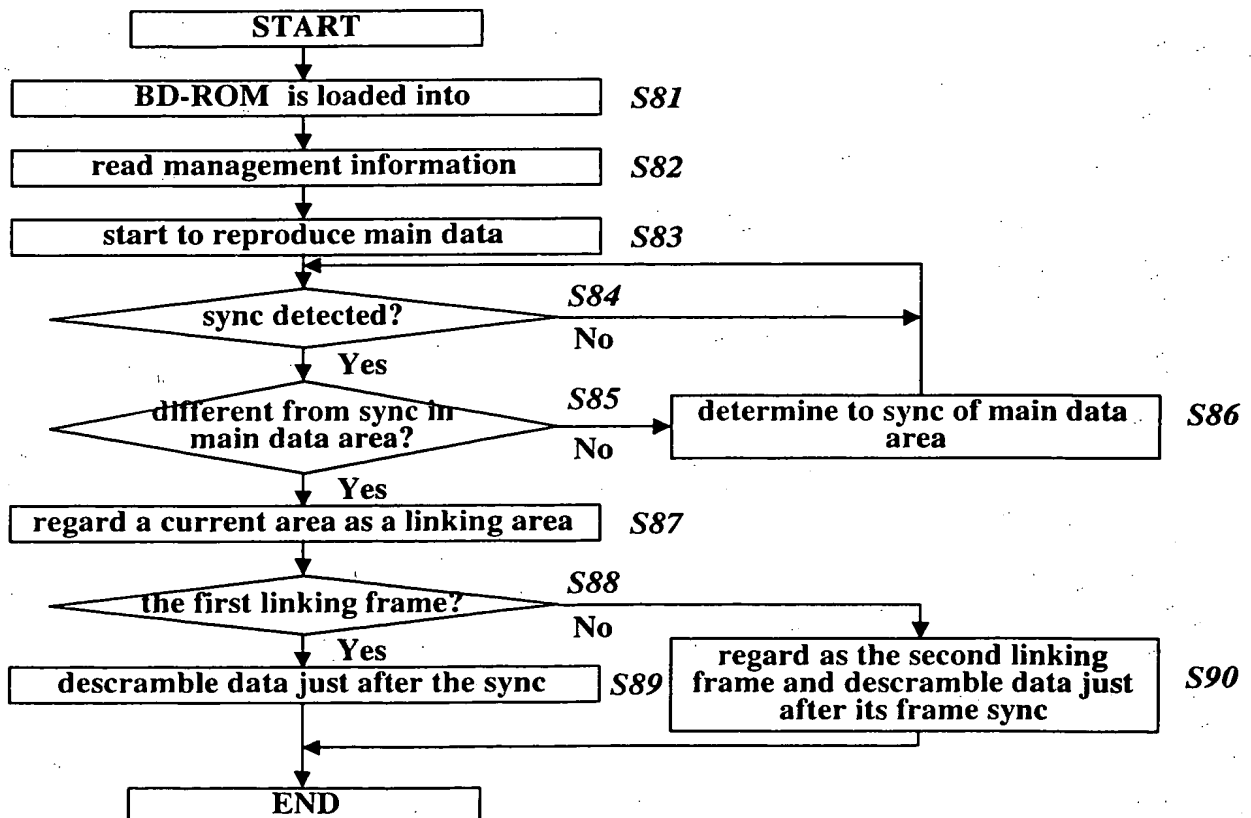 START
BD-ROM is loaded into
S81
read management information
S82
start to reproduce main data
S83
sync detected?
S84
No
Yes
different from sync in
main data area?
S85
No
determine to sync of main data
area
S86
Yes
regard a current area as a linking area
S87
the first linking frame?
S88
No
Yes
descramble data just after the sync
S89
regard as the second linking
frame and descramble data just
after its frame sync
S90
END